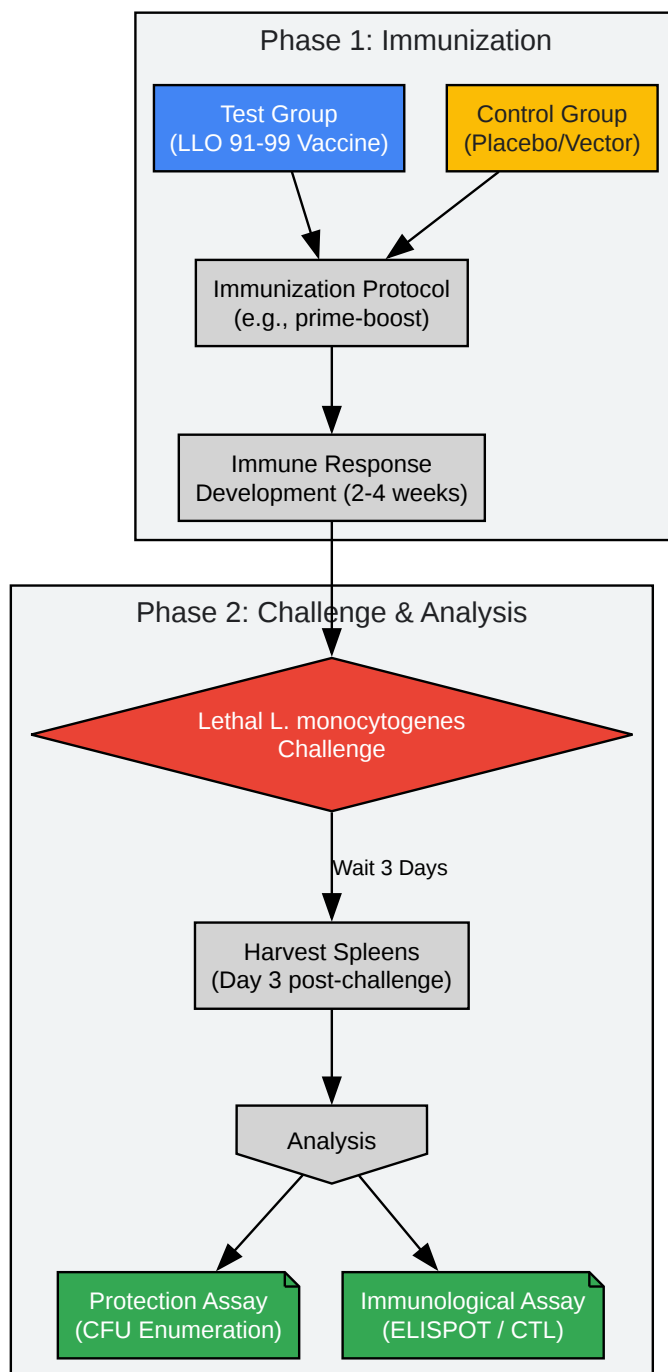 Phase 1: Immunization
Test Group
(LLO 91-99 Vaccine)
Control Group
(Placebo/Vector)
Immunization Protocol
(e.g., prime-boost)
Immune Response
Development (2-4 weeks)
Phase 2: Challenge & Analysis
Lethal L. monocytogenes
Challenge
Wait 3 Days
Harvest Spleens
(Day 3 post-challenge)
Analysis
Protection Assay
(CFU Enumeration)
Immunological Assay
(ELISPOT / CTL)